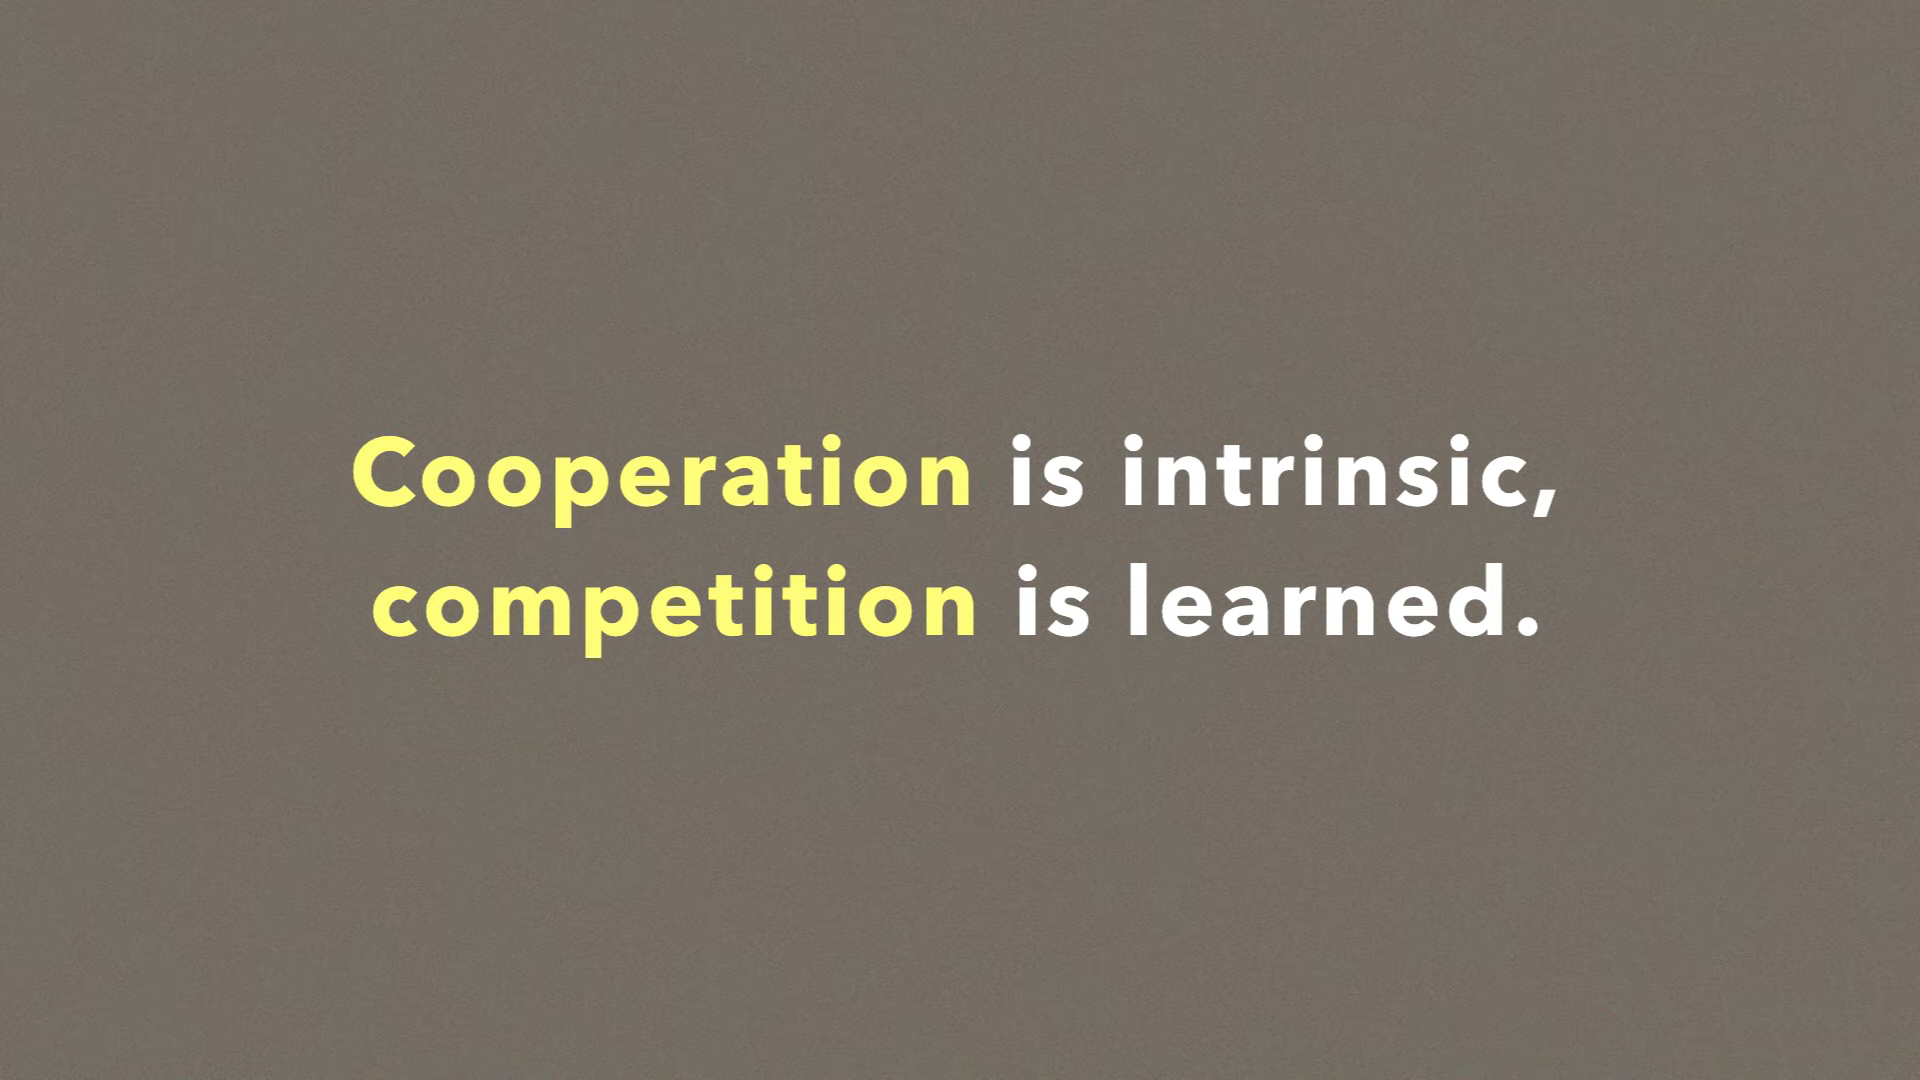 Cooperation is intrinsic,
competition is learned.